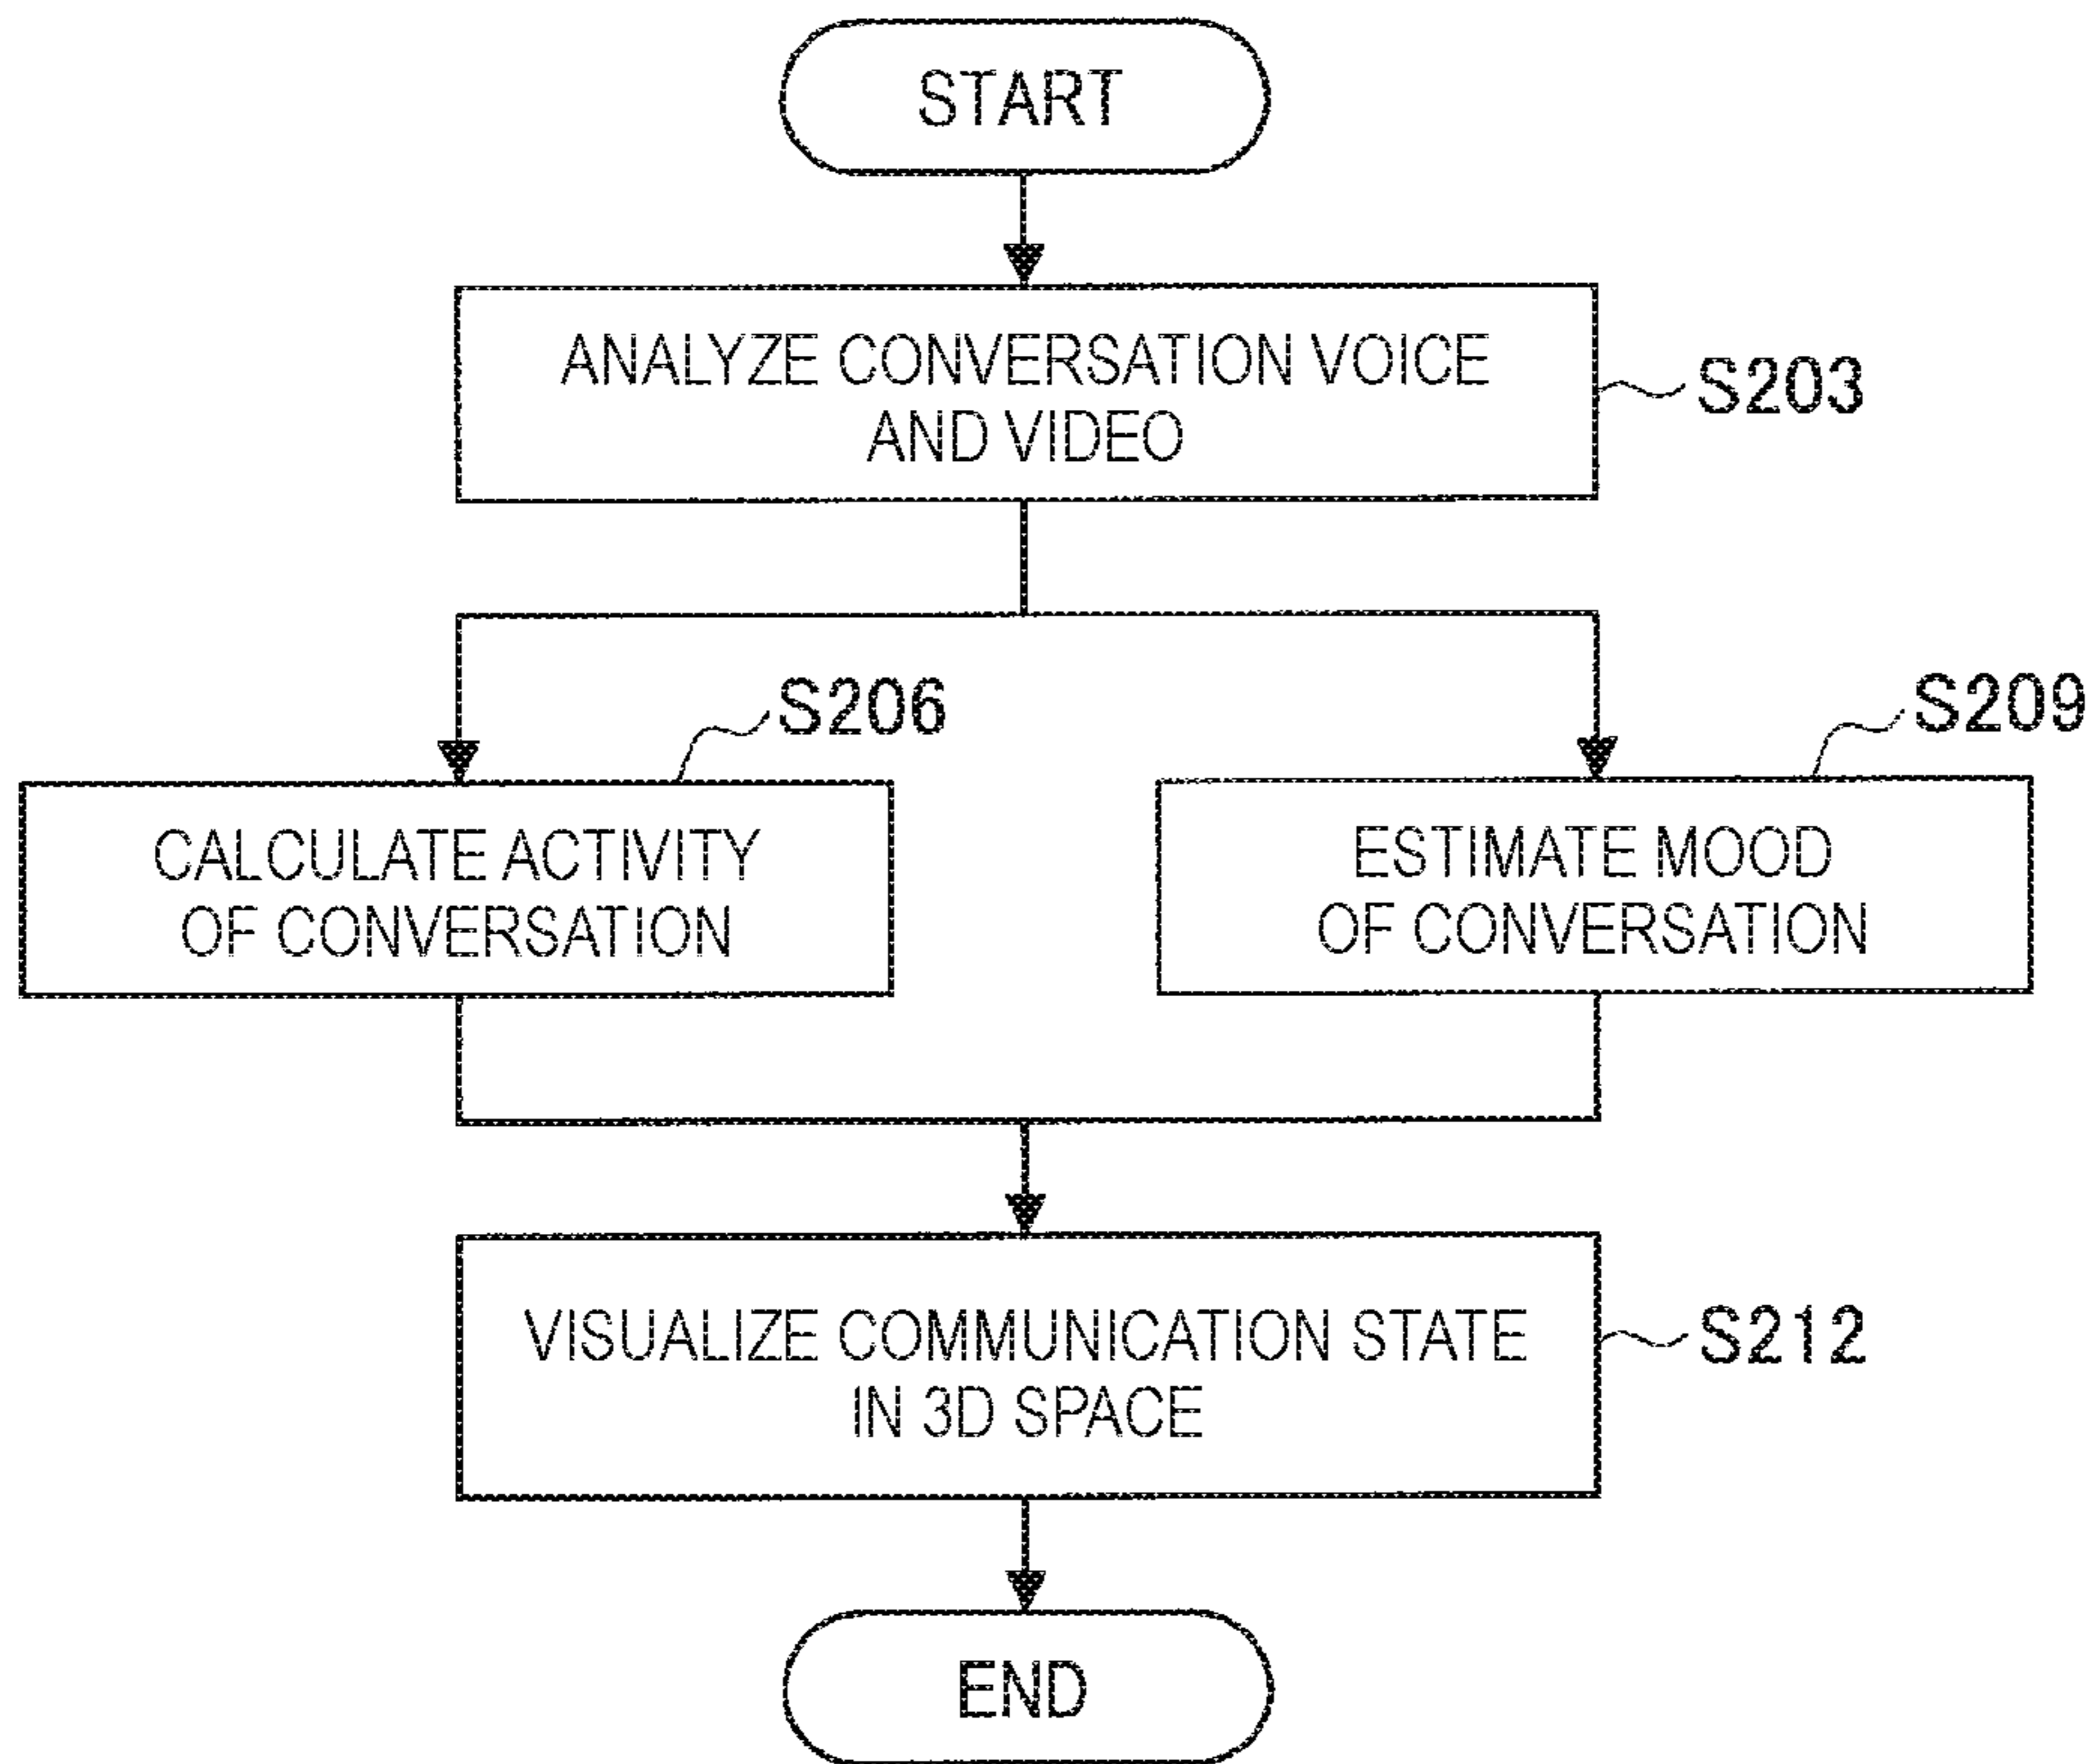 START
ANALYZE CONVERSATION VOICE
AND VIDEO
S203
S206
S209
CALCULATE ACTIVITY
OF CONVERSATION
ESTIMATE MOOD
OF CONVERSATION
VISUALIZE COMMUNICATION STATE
IN 3D SPACE
S212
END